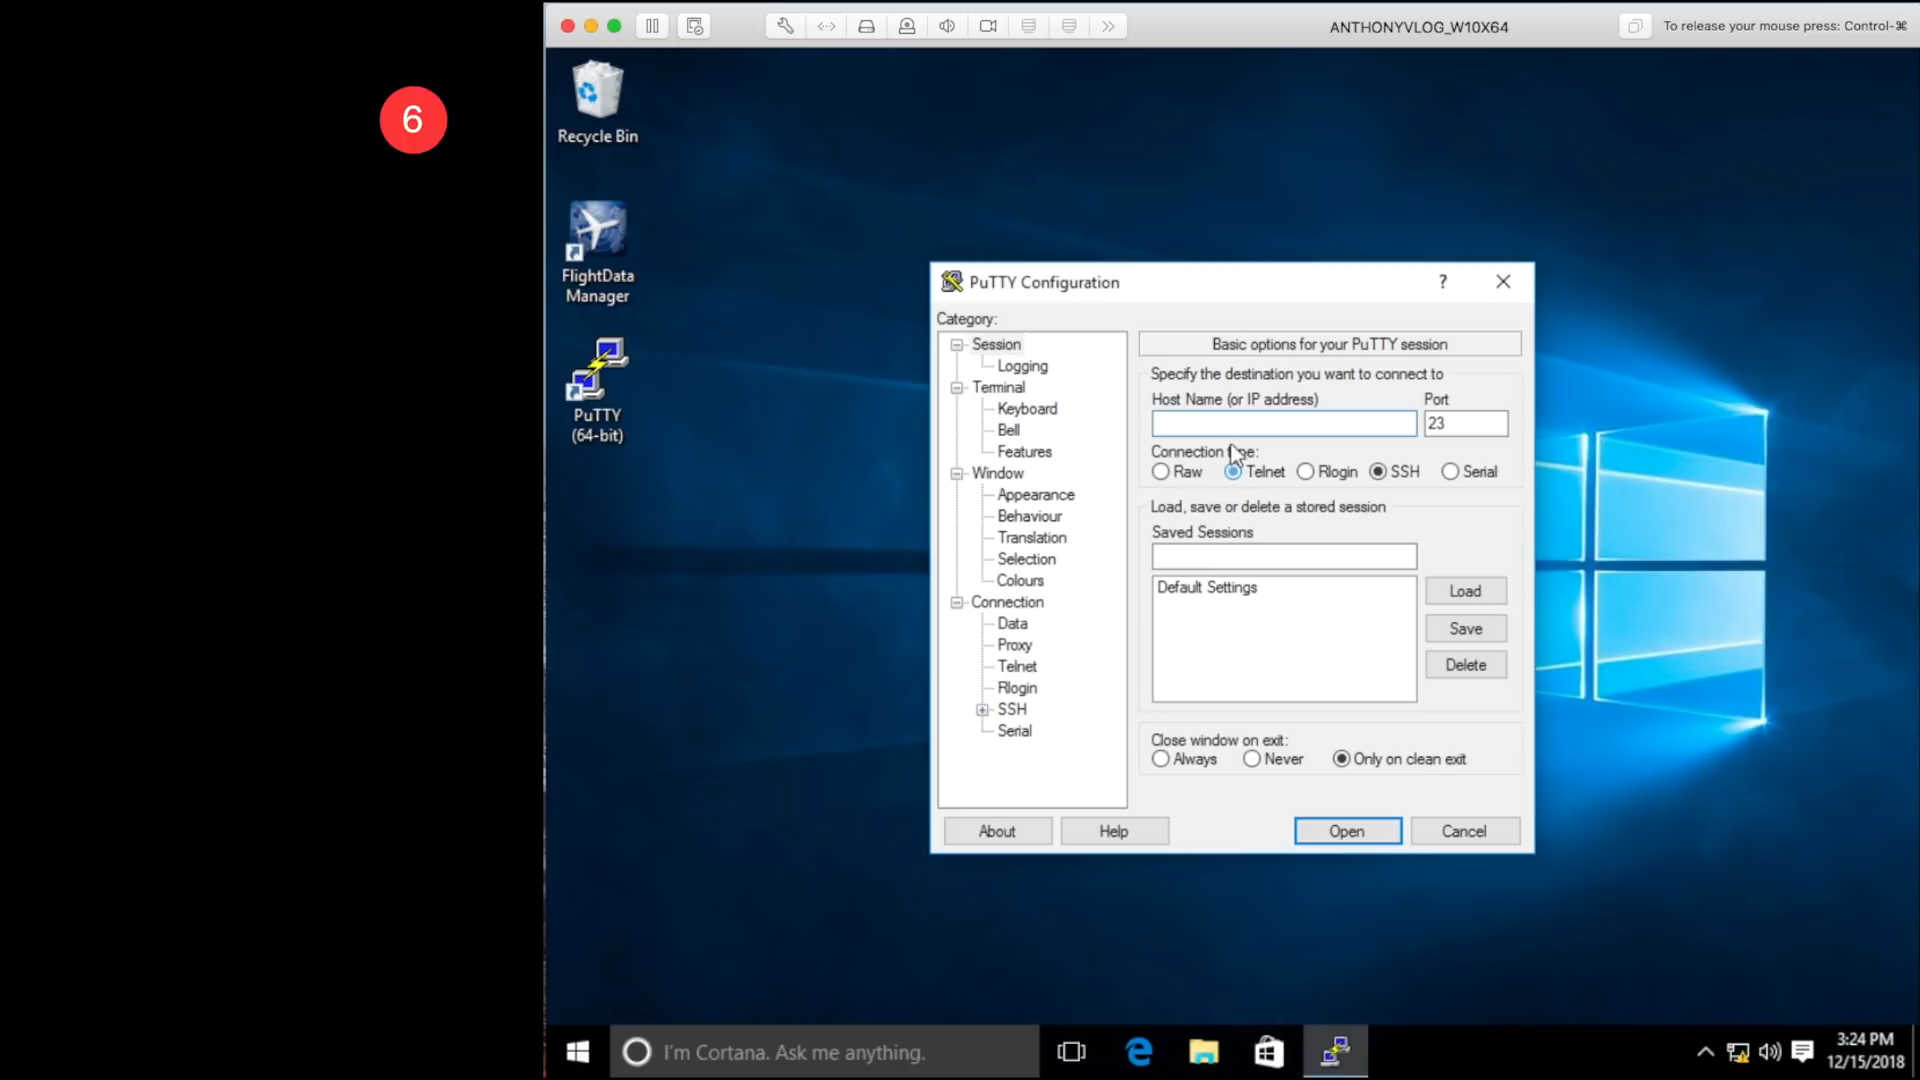 ANTHONYVLOG_W10X64
To release your mouse press: Control-⌘
6
Recycle Bin
FlightData
Manager
PuTTY
(64-bit)
PuTTY Configuration
?
Category:
Session
Logging
Terminal
Keyboard
Bell
Features
Window
Appearance
Behaviour
Translation
Selection
Colours
Connection
Data
Proxy
Telnet
Rlogin
SSH
Serial
Basic options for your PuTTY session
Specify the destination you want to connect to
Host Name (or IP address) Port
23
Connection type:
Raw Telnet Rlogin SSH Serial
Load, save or delete a stored session
Saved Sessions
Default Settings
Load
Save
Delete
Close window on exit:
Always Never Only on clean exit
About Help Open Cancel
I'm Cortana. Ask me anything.
3:24 PM
12/15/2018